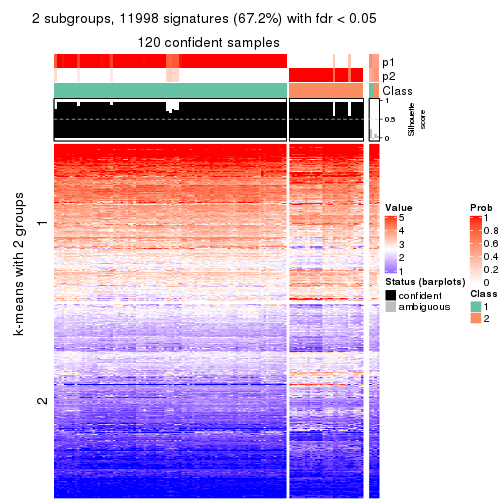 2 subgroups, 11998 signatures (67.2%) with fdr < 0.05
120 confident samples
p1
p2
Class
1
0.5
0
Silhouette
score
k-means with 2 groups
1
2
Value
5
4
3
2
1
Status (barplots)
confident
ambiguous
Prob
1
0.8
0.6
0.4
0.2
0
Class
1
2